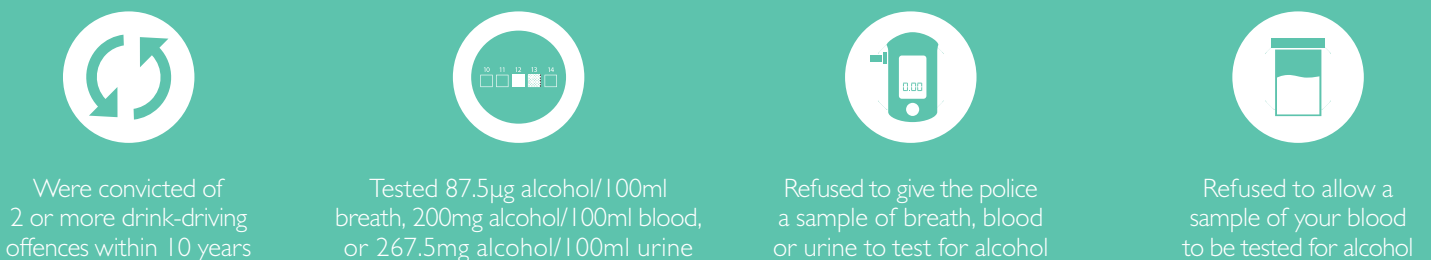 10 11 12 13 14
0.00
Were convicted of
2 or more drink-driving
offences within 10 years
Tested 87.5µg alcohol/100ml
breath, 200mg alcohol/100ml blood,
or 267.5mg alcohol/100ml urine
Refused to give the police
a sample of breath, blood
or urine to test for alcohol
Refused to allow a
sample of your blood
to be tested for alcohol